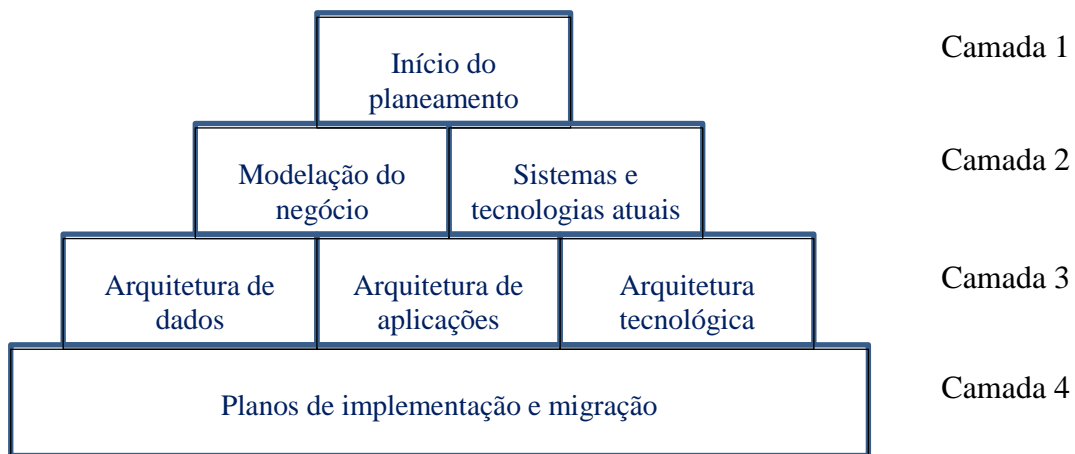 Início do
planeamento
Camada 1
Modelação do
negócio
Sistemas e
tecnologias atuais
Camada 2
Arquitetura de
dados
Arquitetura de
aplicações
Arquitetura
tecnológica
Camada 3
Planos de implementação e migração
Camada 4